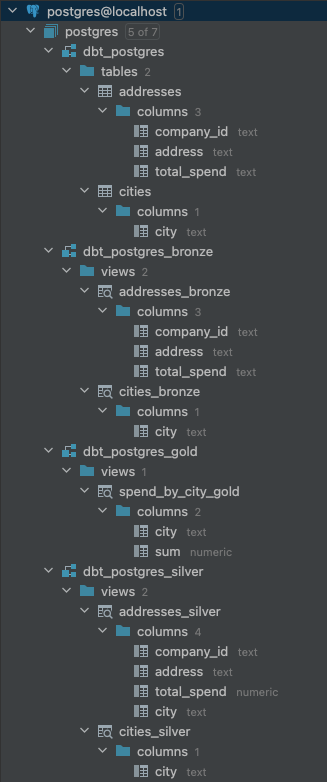 postgres@localhost 1
postgres 5 of 7
dbt_postgres
tables 2
addresses
columns 3
company_id text
address text
total_spend text
cities
columns 1
city text
dbt_postgres_bronze
views 2
addresses_bronze
columns 3
company_id text
address text
total_spend text
cities_bronze
columns 1
city text
dbt_postgres_gold
views 1
spend_by_city_gold
columns 2
city text
sum numeric
dbt_postgres_silver
views 2
addresses_silver
columns 4
company_id text
address text
total_spend numeric
city text
cities_silver
columns 1
city text